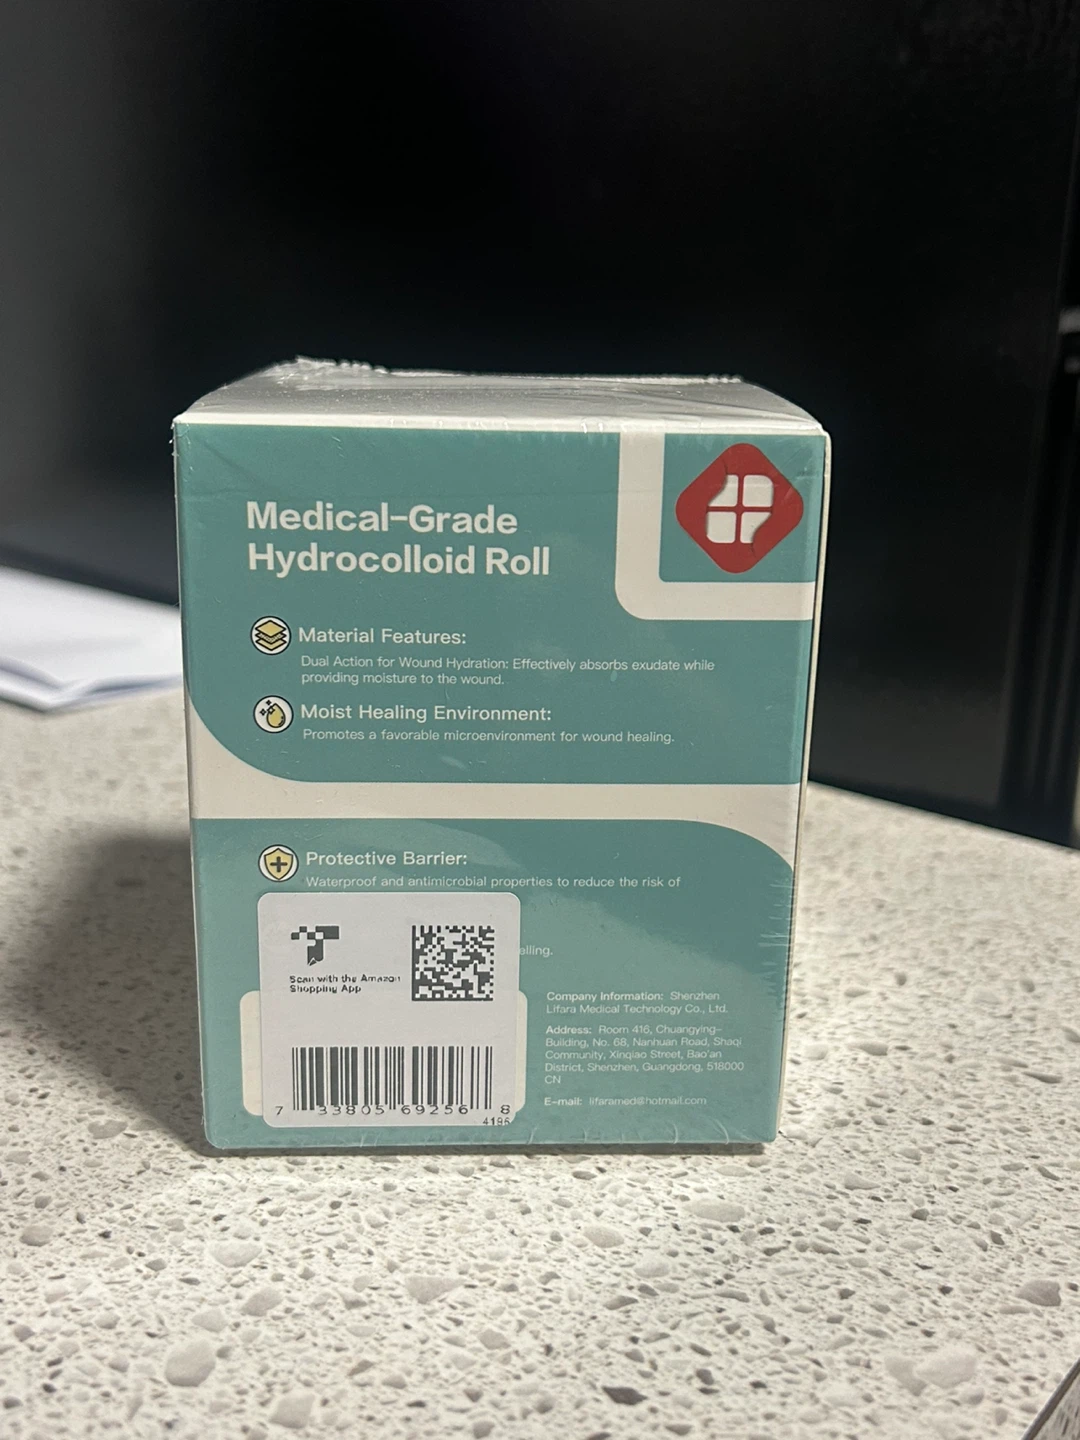 Medical-Grade
Hydrocolloid Roll
Material Features:
Dual Action for Wound Hydration: Effectively absorbs exudate while
providing moisture to the wound.
Moist Healing Environment:
Promotes a favorable microenvironment for wound healing.
Protective Barrier:
Waterproof and antimicrobial properties to reduce the risk of
elling.
Scan with the Amazon
Shopping App
7 33805 69256 8
4196
Company Information: Shenzhen
Lifara Medical Technology Co., Ltd.
Address: Room 416, Chuangying-
Building, No. 68, Nanhuan Road, Shaqi
Community, Xinqiao Street, Bao'an
District, Shenzhen, Guangdong, 518000
CN
E-mail: lifaramed@hotmail.com